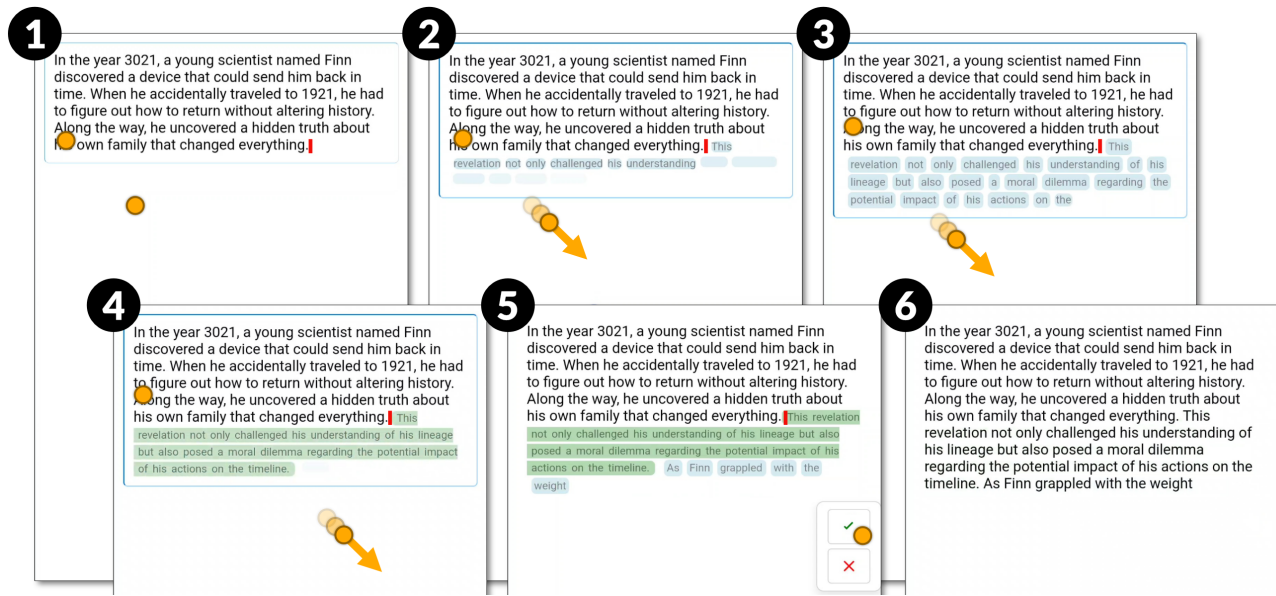 1
In the year 3021, a young scientist named Finn
discovered a device that could send him back in
time. When he accidentally traveled to 1921, he had
to figure out how to return without altering history.
Along the way, he uncovered a hidden truth about
his own family that changed everything.
2
In the year 3021, a young scientist named Finn
discovered a device that could send him back in
time. When he accidentally traveled to 1921, he had
to figure out how to return without altering history.
Along the way, he uncovered a hidden truth about
his own family that changed everything. This
revelation not only challenged his understanding
3
In the year 3021, a young scientist named Finn
discovered a device that could send him back in
time. When he accidentally traveled to 1921, he had
to figure out how to return without altering history.
Along the way, he uncovered a hidden truth about
his own family that changed everything. This
revelation not only challenged his understanding of his
lineage but also posed a moral dilemma regarding the
potential impact of his actions on the
4
In the year 3021, a young scientist named Finn
discovered a device that could send him back in
time. When he accidentally traveled to 1921, he had
to figure out how to return without altering history.
Along the way, he uncovered a hidden truth about
his own family that changed everything. This
revelation not only challenged his understanding of his lineage
but also posed a moral dilemma regarding the potential impact
of his actions on the timeline.
5
In the year 3021, a young scientist named Finn
discovered a device that could send him back in
time. When he accidentally traveled to 1921, he had
to figure out how to return without altering history.
Along the way, he uncovered a hidden truth about
his own family that changed everything. This revelation
not only challenged his understanding of his lineage but also
posed a moral dilemma regarding the potential impact of his
actions on the timeline. As Finn grappled with the
weight
6
In the year 3021, a young scientist named Finn
discovered a device that could send him back in
time. When he accidentally traveled to 1921, he had
to figure out how to return without altering history.
Along the way, he uncovered a hidden truth about
his own family that changed everything. This
revelation not only challenged his understanding of
his lineage but also posed a moral dilemma
regarding the potential impact of his actions on the
timeline. As Finn grappled with the weight